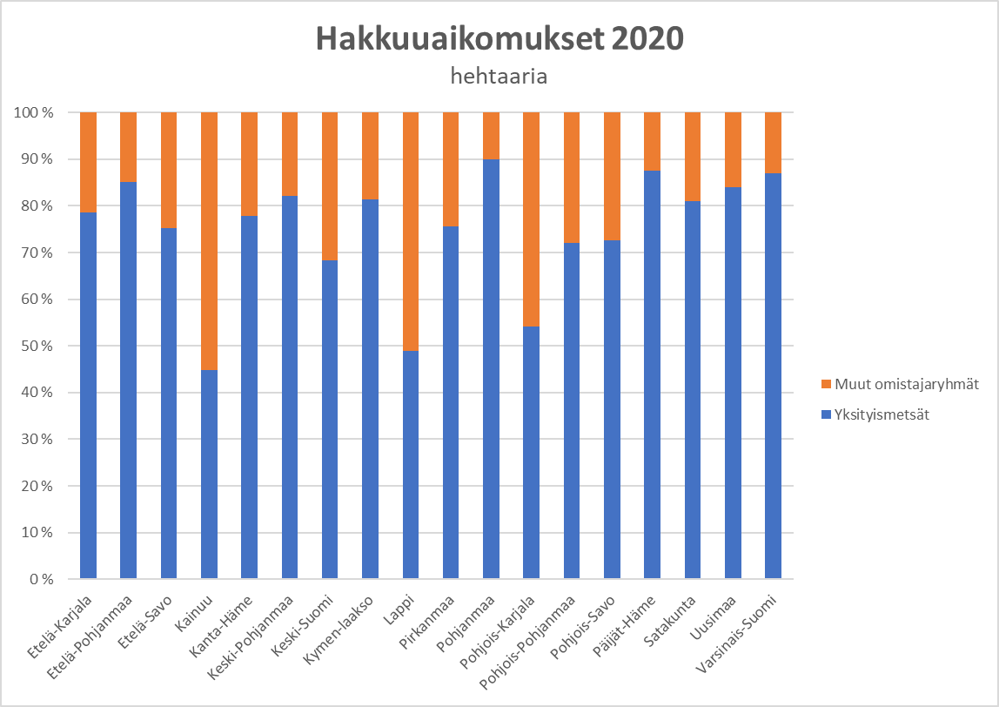 Hakkuuaikomukset 2020
hehtaaria
100 %
90 %
80 %
70 %
60 %
50 %
40 %
30 %
20 %
10 %
0 %
Etelä-Karjala
Etelä-Pohjanmaa
Etelä-Savo
Kainuu
Kanta-Häme
Keski-Pohjanmaa
Keski-Suomi
Kymen-laakso
Lappi
Pirkanmaa
Pohjanmaa
Pohjois-Karjala
Pohjois-Pohjanmaa
Pohjois-Savo
Päijät-Häme
Satakunta
Uusimaa
Varsinais-Suomi
Muut omistajaryhmät
Yksityismetsät